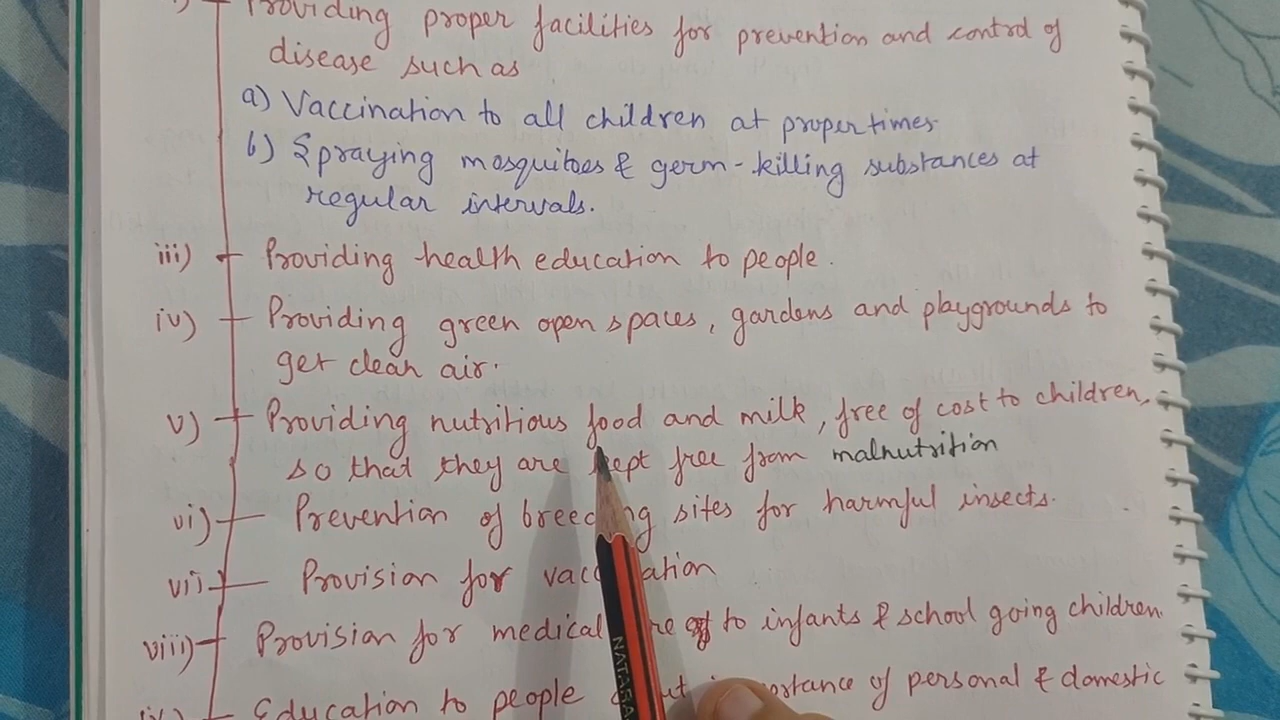 Providing proper facilities for prevention and control of
disease such as
a) Vaccination to all children at proper times.
b) Spraying mosquitoes & germ-killing substances at
regular intervals.
iii) Providing health education to people.
iv) Providing green open spaces, gardens and playgrounds to
get clean air.
v) Providing nutritious food and milk, free of cost to children,
so that they are kept free from malnutrition
vi) Prevention of breeding sites for harmful insects.
vii) Provision for vaccination
viii) Provision for medical to infants & school going children.
Education to people importance of personal & domestic
NATARA